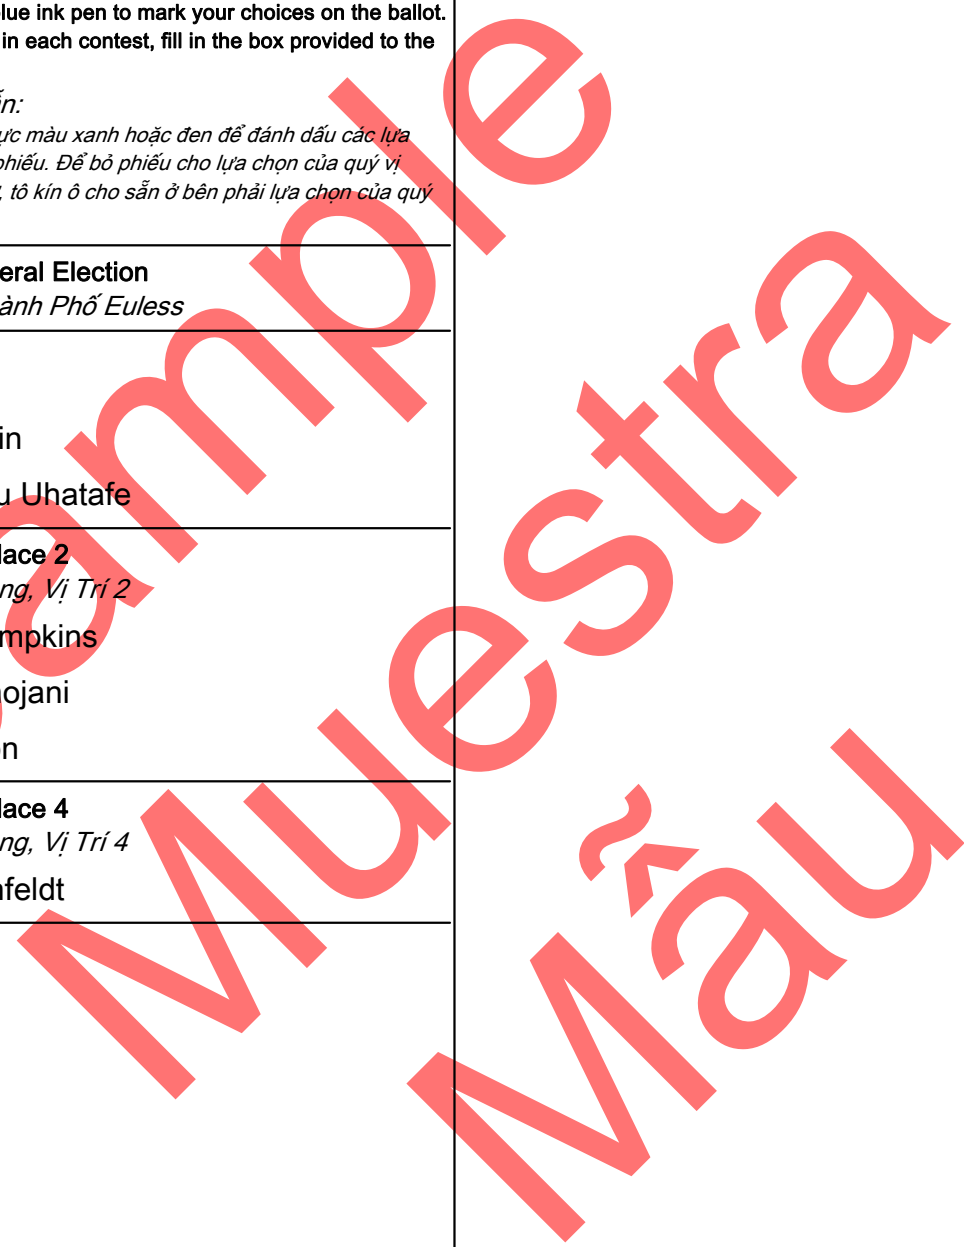 lue ink pen to mark your choices on the ballot.
in each contest, fill in the box provided to the
ẫn:
ực màu xanh hoặc đen để đánh dấu các lựa
phiếu. Để bỏ phiếu cho lựa chọn của quý vị
, tô kín ô cho sẵn ở bên phải lựa chọn của quý
eral Election
ành Phố Euless
in
u Uhatafe
lace 2
ng, Vị Trí 2
mpkins
ojani
on
lace 4
ng, Vị Trí 4
nfeldt
ample
Muestra
Mẫu